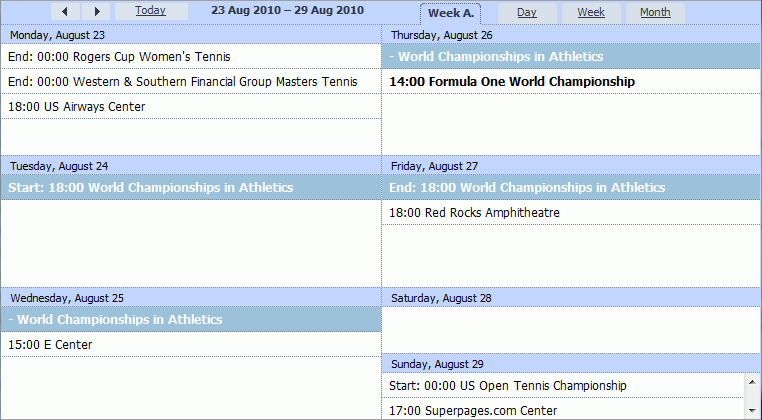 Today 23 Aug 2010 – 29 Aug 2010 Week A. Day Week Month
Monday, August 23
End: 00:00 Rogers Cup Women's Tennis
End: 00:00 Western & Southern Financial Group Masters Tennis
18:00 US Airways Center
Tuesday, August 24
Start: 18:00 World Championships in Athletics
Wednesday, August 25
- World Championships in Athletics
15:00 E Center
Thursday, August 26
- World Championships in Athletics
14:00 Formula One World Championship
Friday, August 27
End: 18:00 World Championships in Athletics
18:00 Red Rocks Amphitheatre
Saturday, August 28
Sunday, August 29
Start: 00:00 US Open Tennis Championship
17:00 Superpages.com Center